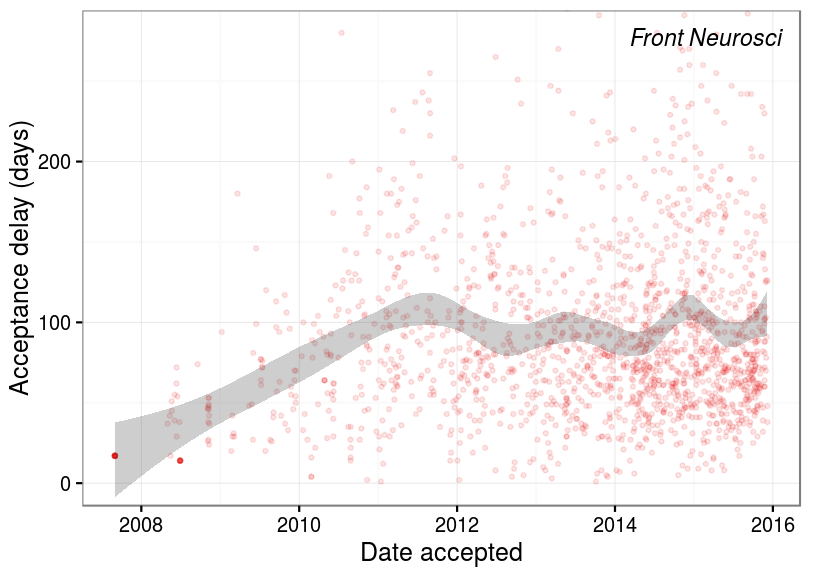 Front Neurosci
Acceptance delay (days)
200
100
0
2008 2010 2012 2014 2016
Date accepted